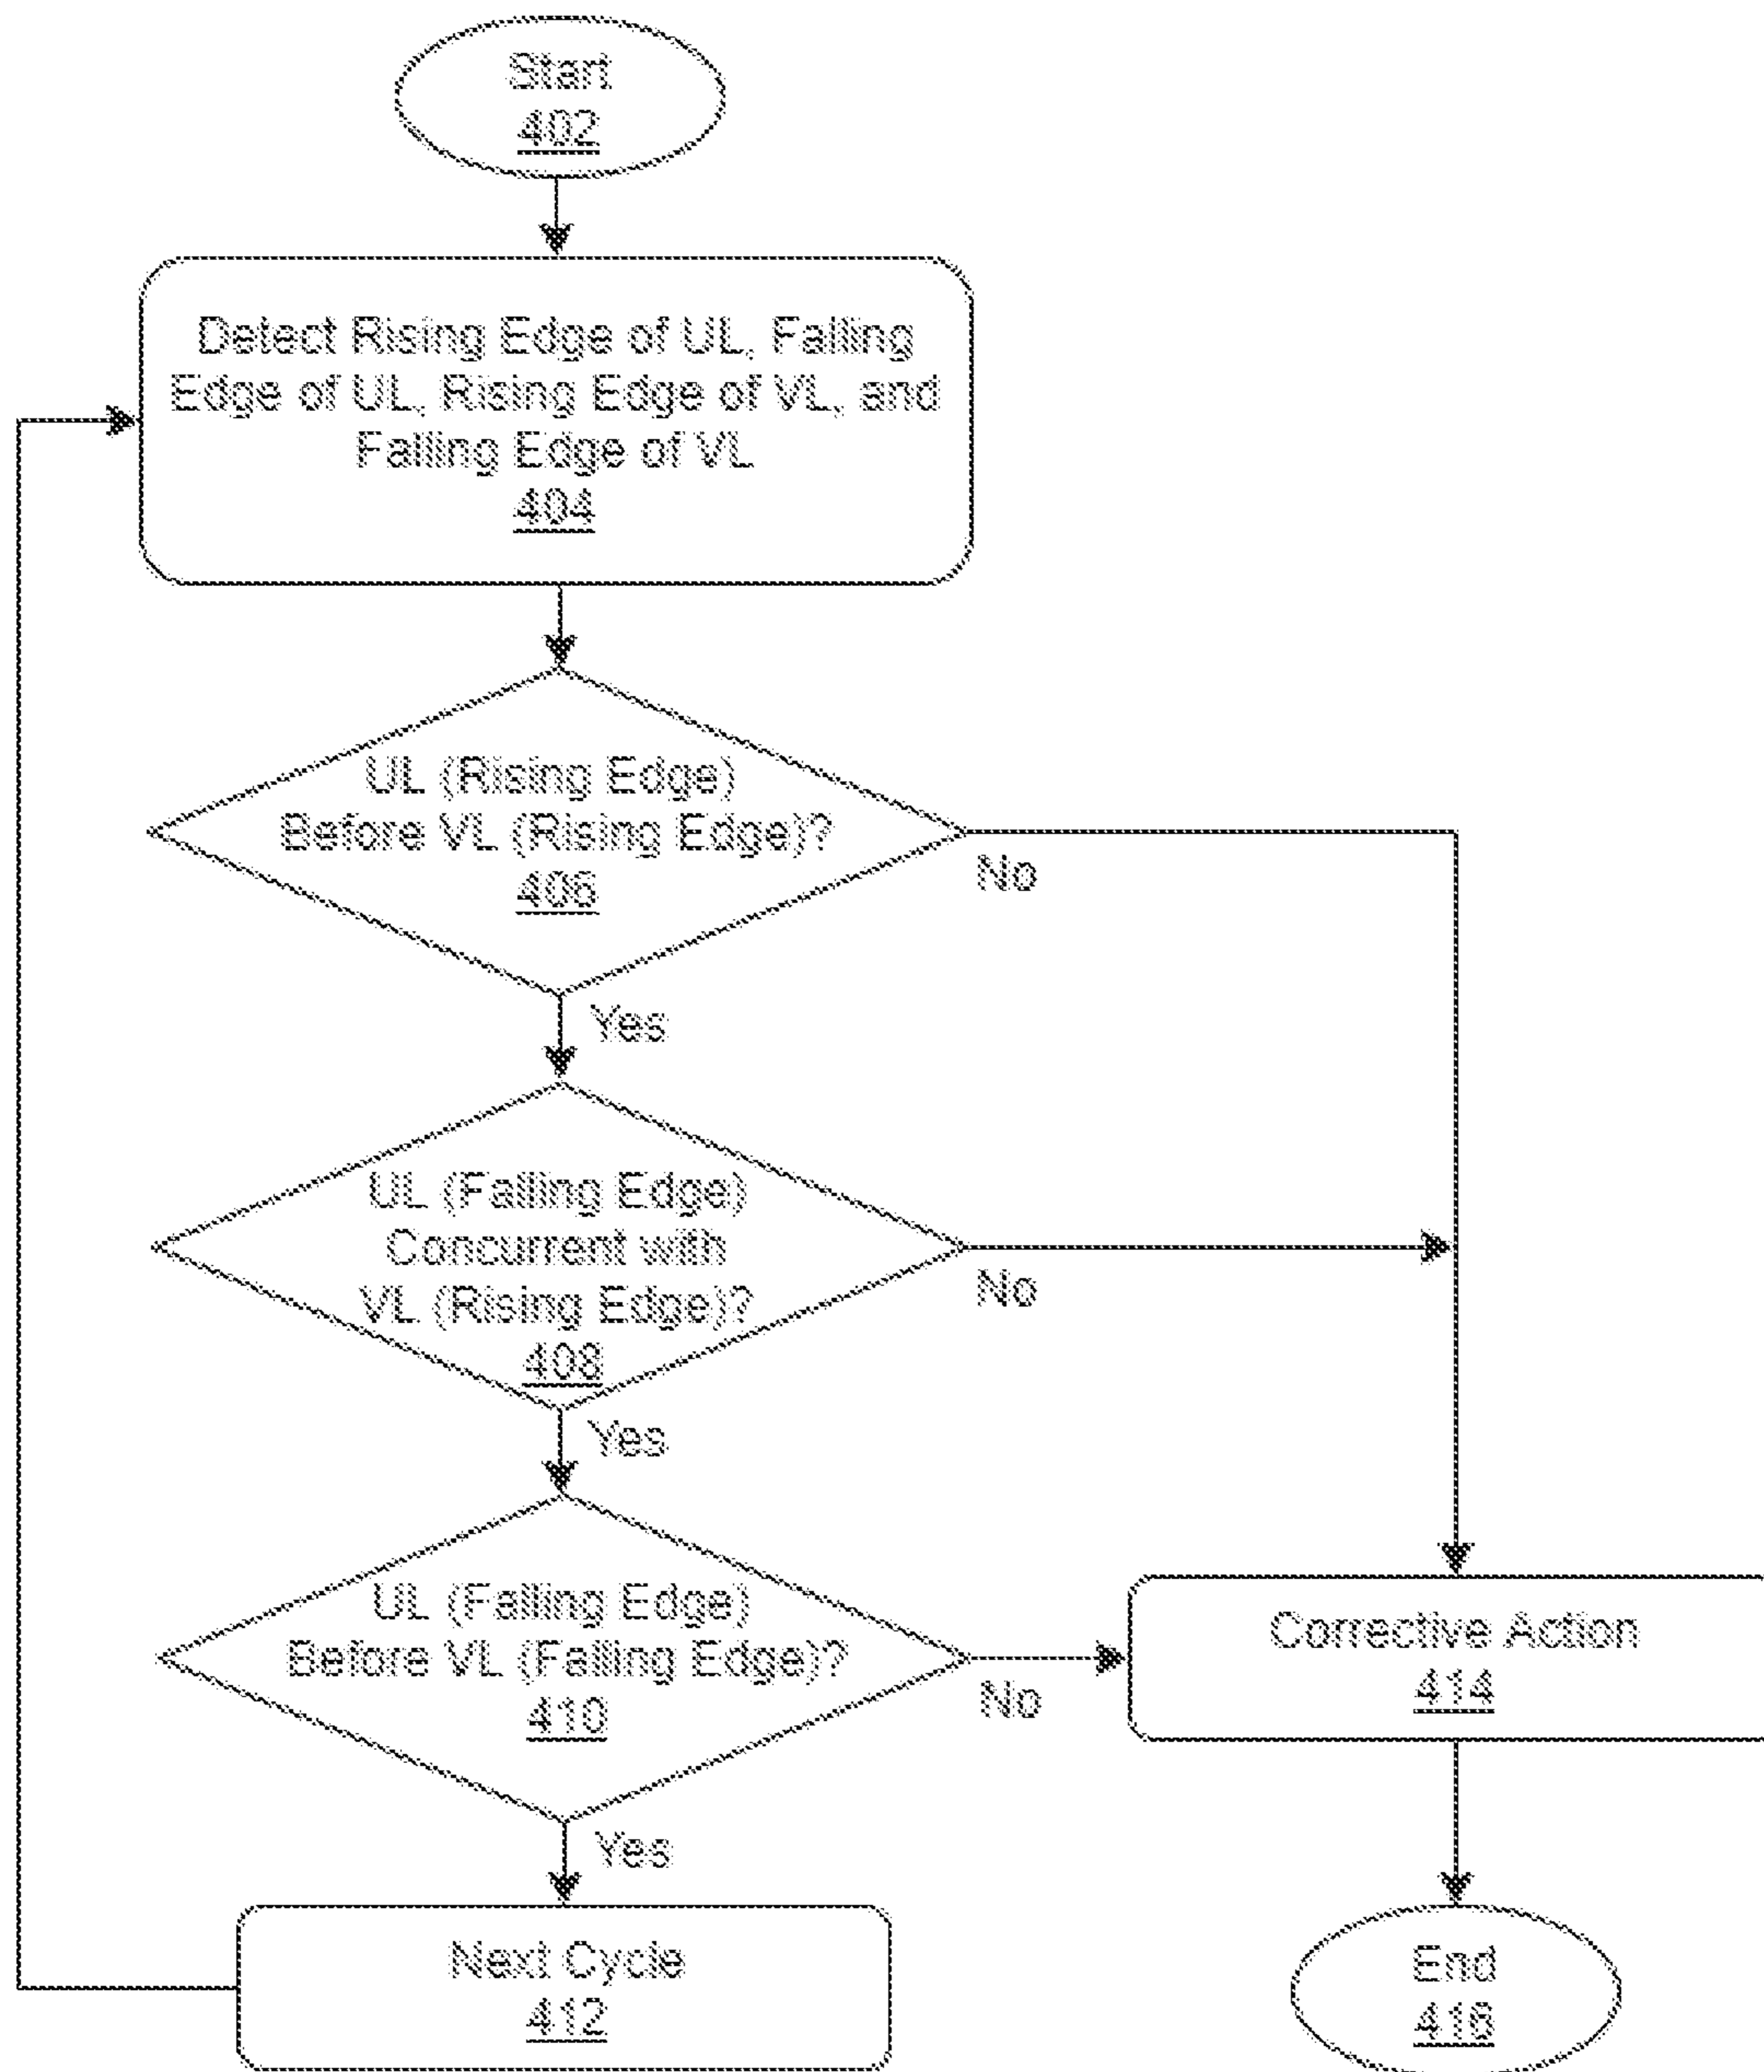 Start
402
Detect Rising Edge of UL, Falling
Edge of UL, Rising Edge of VL, and
Falling Edge of VL
404
UL (Rising Edge)
Before VL (Rising Edge)?
406
No
Yes
UL (Falling Edge)
Concurrent with
VL (Rising Edge)?
408
No
Yes
UL (Falling Edge)
Before VL (Falling Edge)?
410
No
Corrective Action
414
Yes
Next Cycle
412
End
416